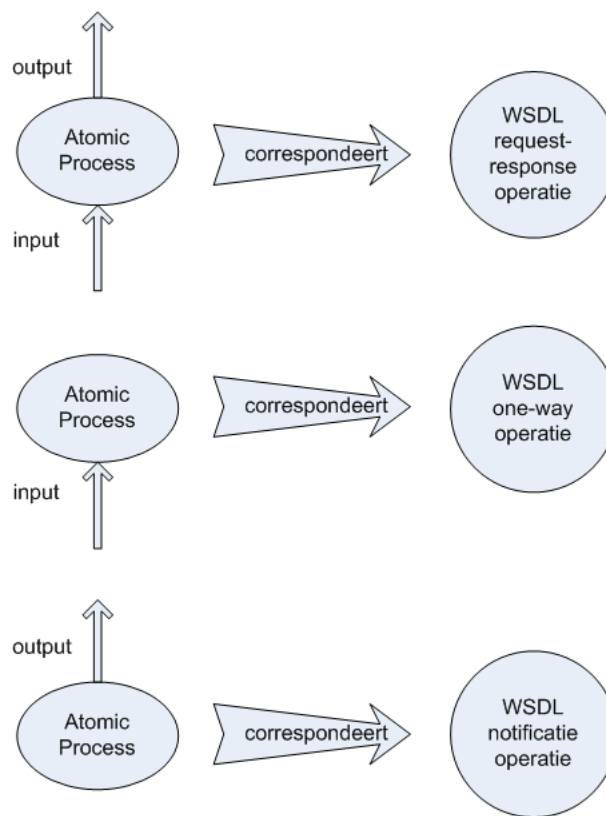 output
Atomic
Process
input
correspondeert
WSDL
request-
response
operatie
Atomic
Process
input
correspondeert
WSDL
one-way
operatie
output
Atomic
Process
correspondeert
WSDL
notificatie
operatie